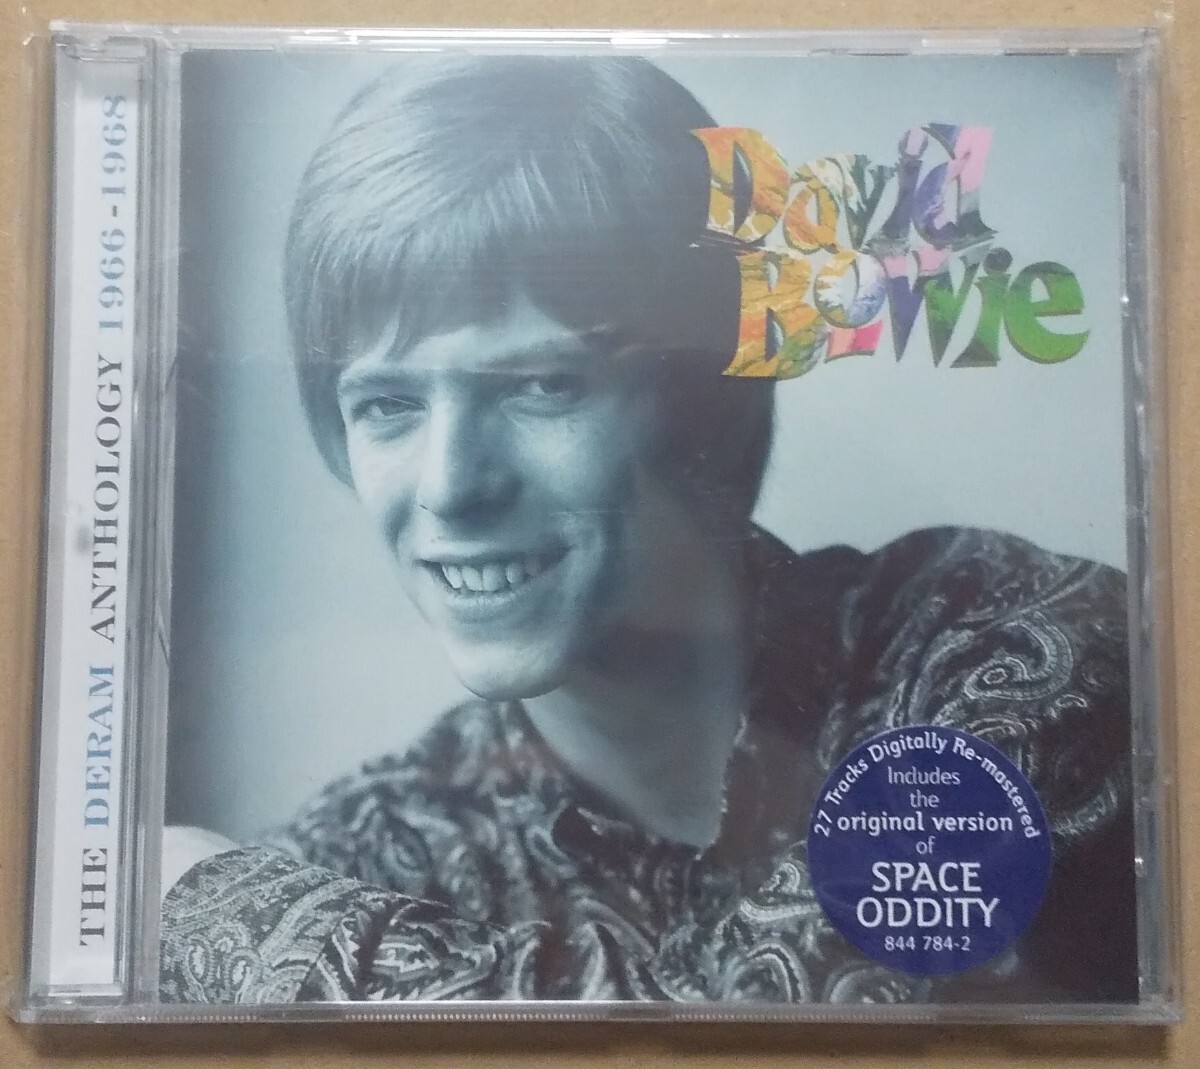 THE DERAM ANTHOLOGY 1966-1968
David
Bowie
27 Tracks Digitally Re-mastered
Includes
the
original version
of
SPACE
ODDITY
844 784-2